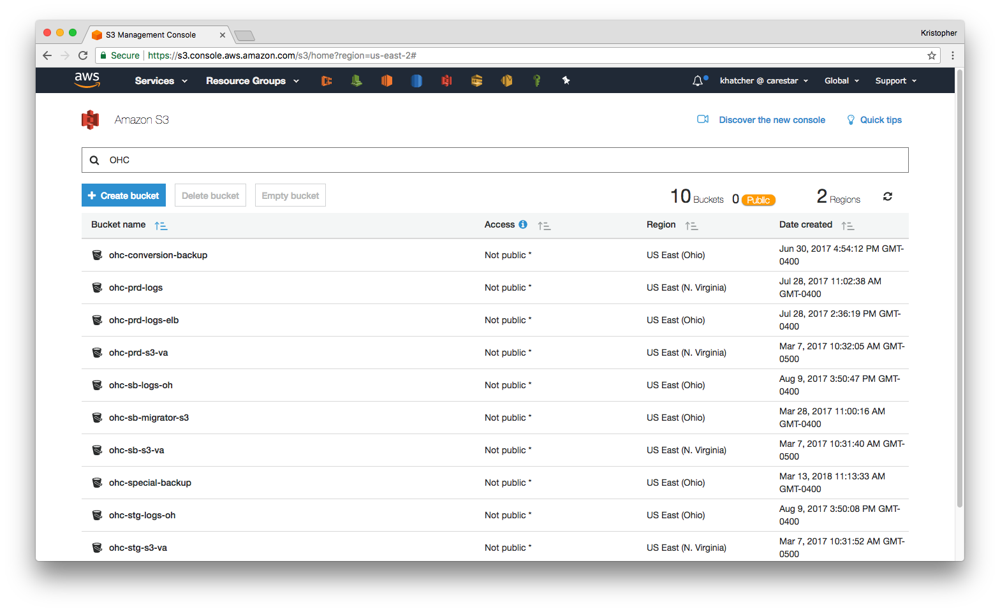 S3 Management Console
Kristopher
Secure https://s3.console.aws.amazon.com/s3/home?region=us-east-2#
aws Services Resource Groups khatcher @ carestar Global Support
Amazon S3 Discover the new console Quick tips
OHC
+ Create bucket Delete bucket Empty bucket 10 Buckets 0 Public 2 Regions
Bucket name Access Region Date created
ohc-conversion-backup Not public * US East (Ohio) Jun 30, 2017 4:54:12 PM GMT-
0400
ohc-prd-logs Not public * US East (N. Virginia) Jul 28, 2017 11:02:38 AM
GMT-0400
ohc-prd-logs-elb Not public * US East (Ohio) Jul 28, 2017 2:36:19 PM GMT-
0400
ohc-prd-s3-va Not public * US East (N. Virginia) Mar 7, 2017 10:32:05 AM GMT-
0500
ohc-sb-logs-oh Not public * US East (Ohio) Aug 9, 2017 3:50:47 PM GMT-
0400
ohc-sb-migrator-s3 Not public * US East (Ohio) Mar 28, 2017 11:00:16 AM
GMT-0400
ohc-sb-s3-va Not public * US East (N. Virginia) Mar 7, 2017 10:31:40 AM GMT-
0500
ohc-special-backup Not public * US East (Ohio) Mar 13, 2018 11:13:33 AM
GMT-0400
ohc-stg-logs-oh Not public * US East (Ohio) Aug 9, 2017 3:50:08 PM GMT-
0400
ohc-stg-s3-va Not public * US East (N. Virginia) Mar 7, 2017 10:31:52 AM GMT-
0500